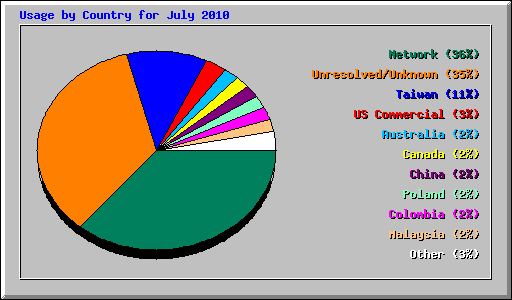 Usage by Country for July 2010
Network (36%)
Unresolved/Unknown (35%)
Taiwan (11%)
US Commercial (3%)
Australia (2%)
Canada (2%)
China (2%)
Poland (2%)
Colombia (2%)
Malaysia (2%)
Other (3%)